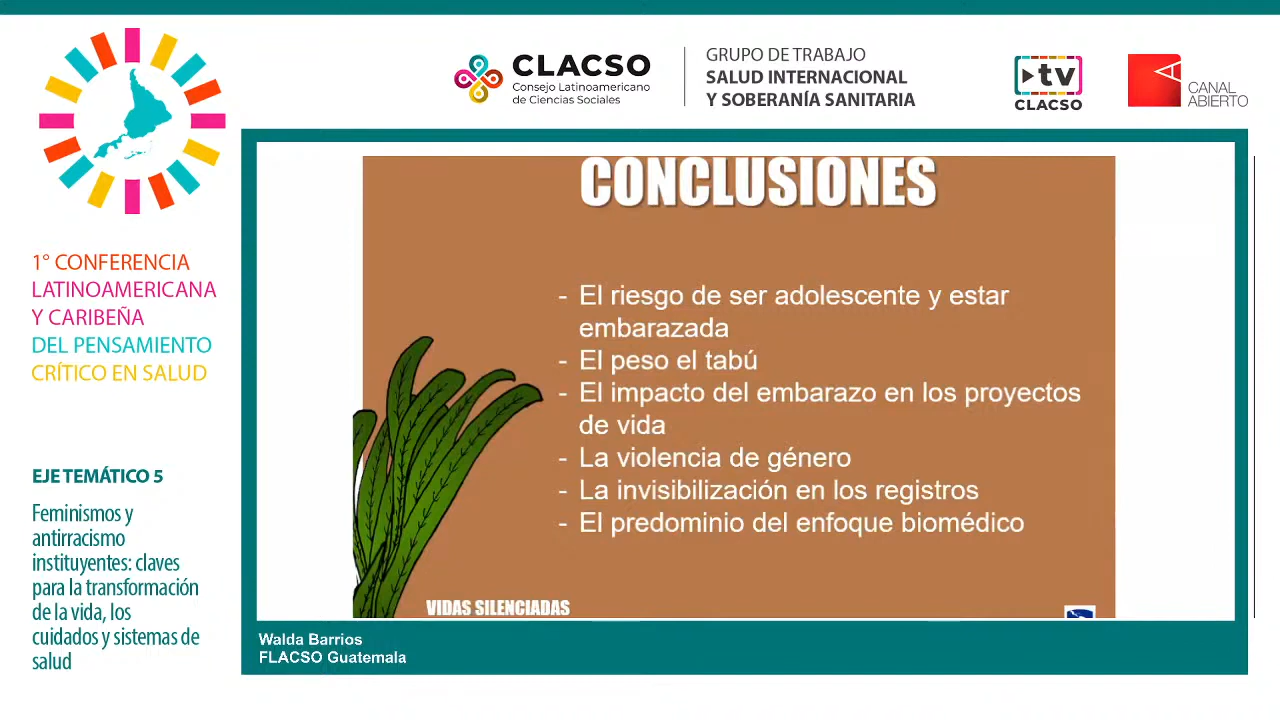 CLACSO
Consejo Latinoamericano
de Ciencias Sociales
GRUPO DE TRABAJO
SALUD INTERNACIONAL
Y SOBERANÍA SANITARIA
tv
CLACSO
CANAL
ABIERTO
1° CONFERENCIA
LATINOAMERICANA
Y CARIBEÑA
DEL PENSAMIENTO
CRÍTICO EN SALUD
EJE TEMÁTICO 5
Feminismos y
antirracismo
instituyentes: claves
para la transformación
de la vida, los
cuidados y sistemas de
salud
CONCLUSIONES
- El riesgo de ser adolescente y estar
embarazada
- El peso el tabú
- El impacto del embarazo en los proyectos
de vida
- La violencia de género
- La invisibilización en los registros
- El predominio del enfoque biomédico
VIDAS SILENCIADAS
Walda Barrios
FLACSO Guatemala